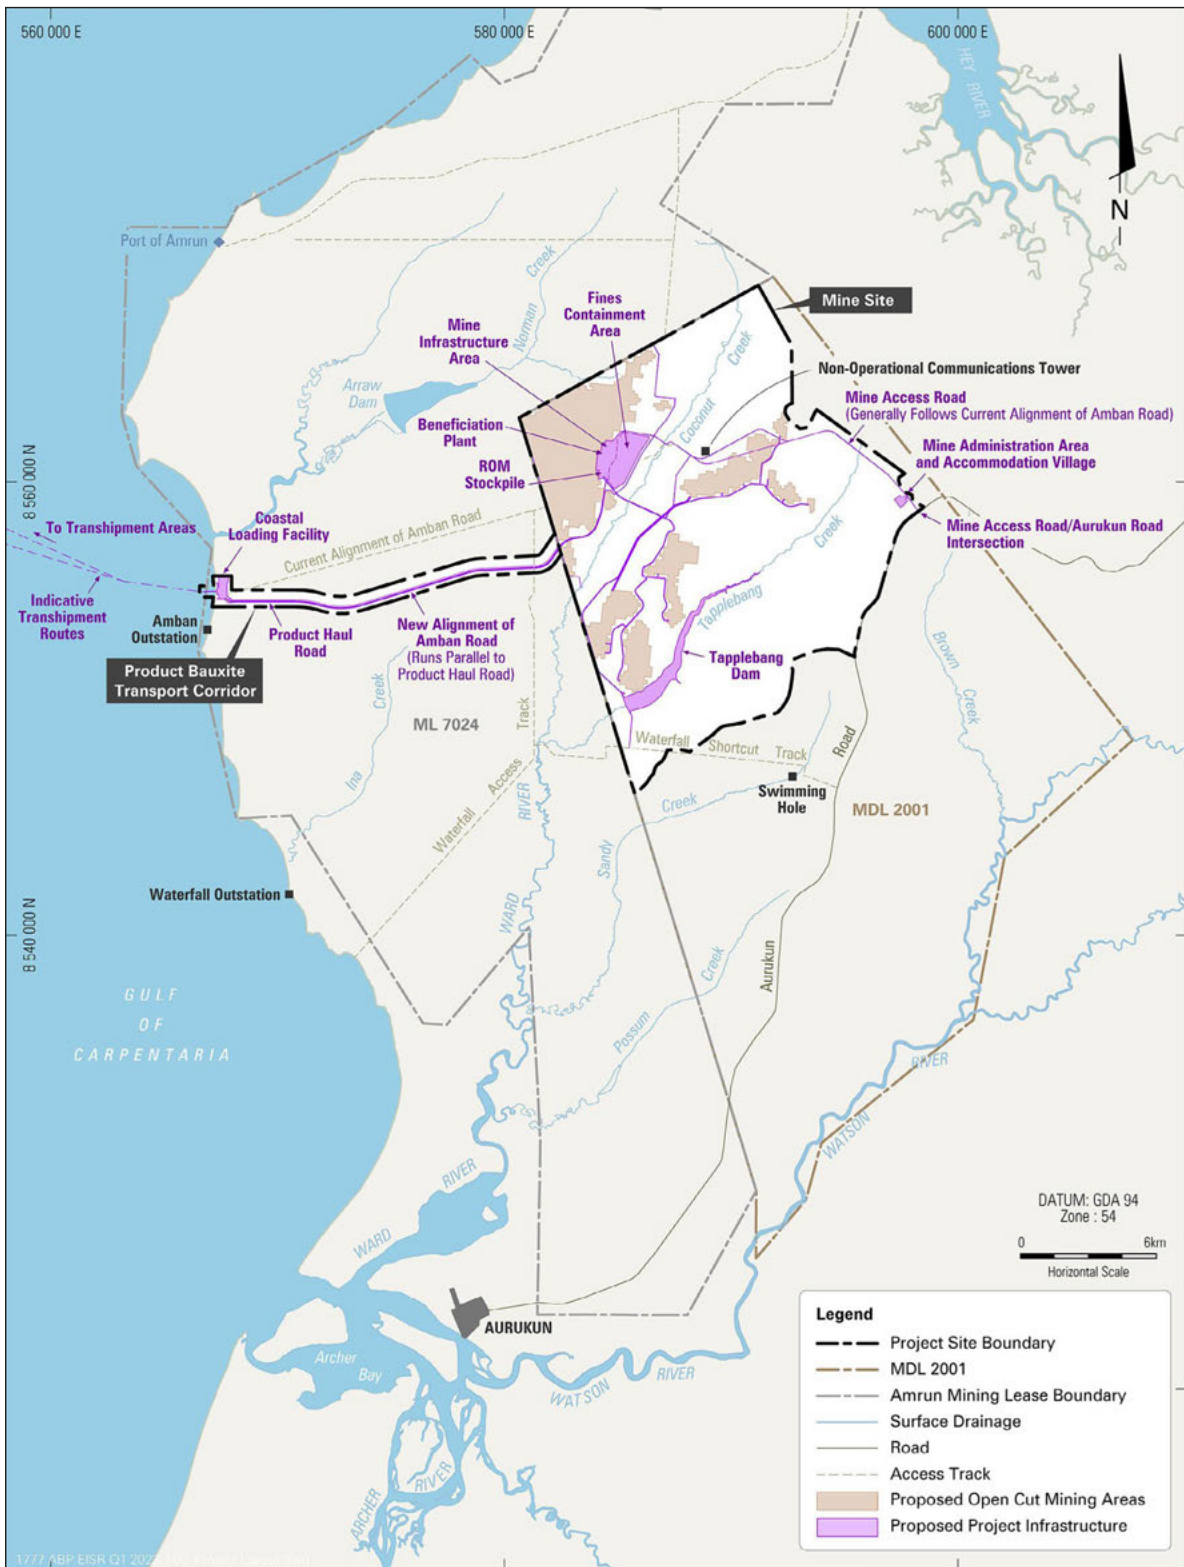 560 000 E
580 000 E
600 000 E
HEY RIVER
N
Port of Amrun
Mine Site
Norman Creek
Fines
Containment
Area
Mine
Infrastructure
Area
Coconut Creek
Non-Operational Communications Tower
Arraw
Dam
Mine Access Road
(Generally Follows Current Alignment of Amban Road)
Beneficiation
Plant
Mine Administration Area
and Accommodation Village
ROM
Stockpile
8 560 000 N
To Transhipment Areas
Coastal
Loading Facility
Current Alignment of Amban Road
Mine Access Road/Aurukun Road
Intersection
Indicative
Transhipment
Routes
Tapplebang Creek
Amban
Outstation
Product Haul
Road
New Alignment of
Amban Road
(Runs Parallel to
Product Haul Road)
Brown Creek
Product Bauxite
Transport Corridor
Tapplebang
Dam
Ina Creek
ML 7024
Waterfall Access Track
Waterfall Shortcut Track
Aurukun Road
Swimming
Hole
MDL 2001
Sandy Creek
WARD RIVER
Waterfall Outstation
8 540 000 N
Possum Creek
GULF
OF
CARPENTARIA
WATSON RIVER
WARD RIVER
DATUM: GDA 94
Zone : 54
0 6km
Horizontal Scale
AURUKUN
Archer
Bay
WATSON RIVER
ARCHER RIVER
Legend
Project Site Boundary
MDL 2001
Amrun Mining Lease Boundary
Surface Drainage
Road
Access Track
Proposed Open Cut Mining Areas
Proposed Project Infrastructure
1777 ABP EISR Q1